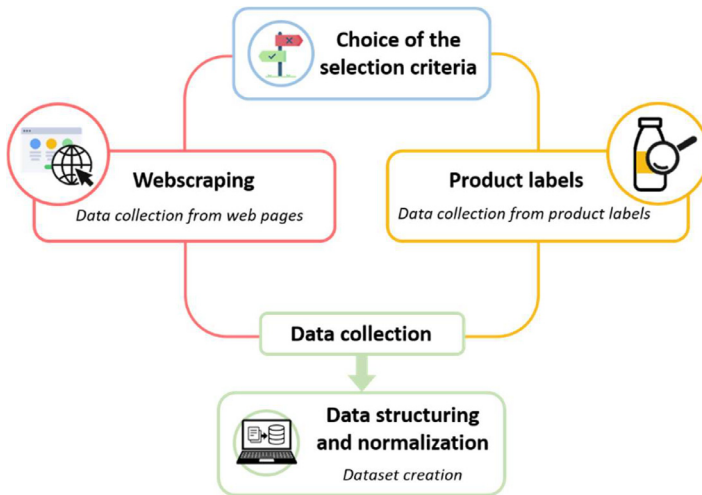 Choice of the
selection criteria
Webscraping
Data collection from web pages
Product labels
Data collection from product labels
Data collection
Data structuring
and normalization
Dataset creation